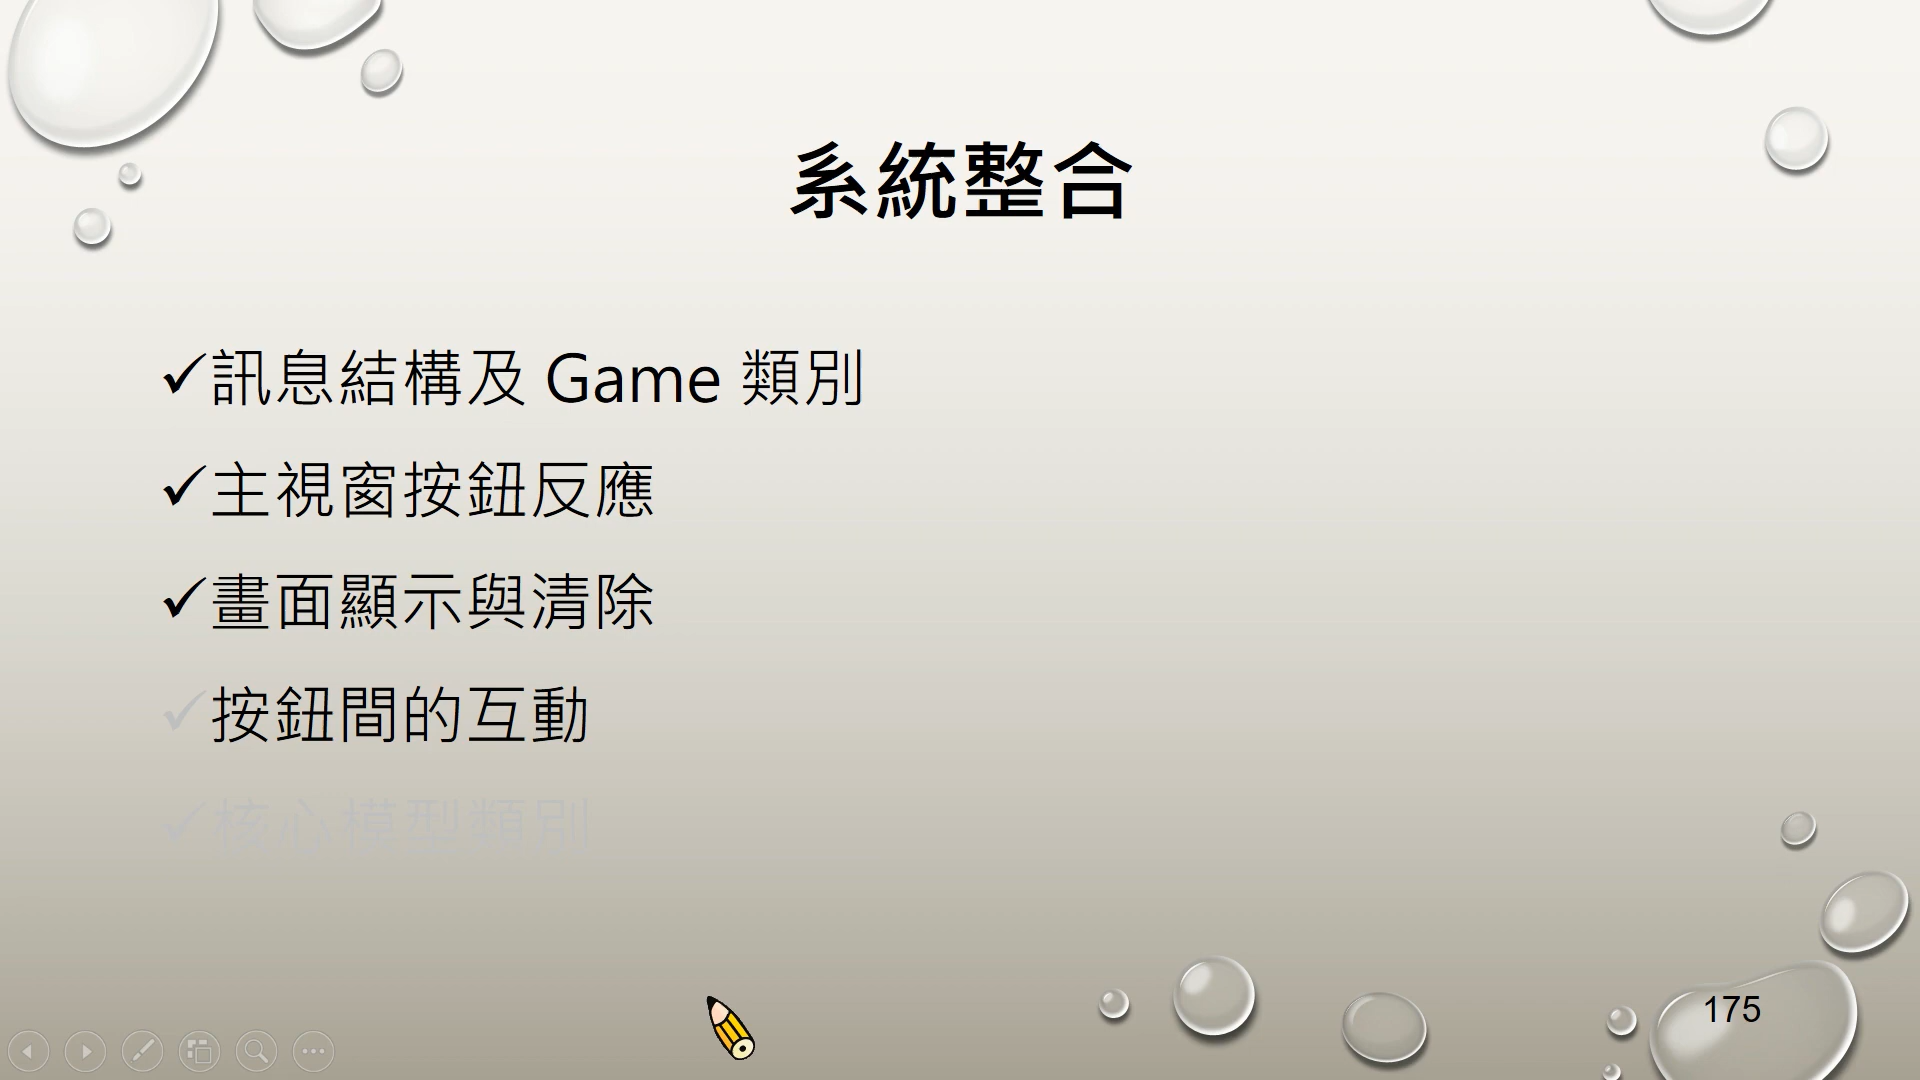 系統整合
✓訊息結構及 Game 類別
✓主視窗按鈕反應
✓畫面顯示與清除
✓按鈕間的互動
✓核心模型類別
175